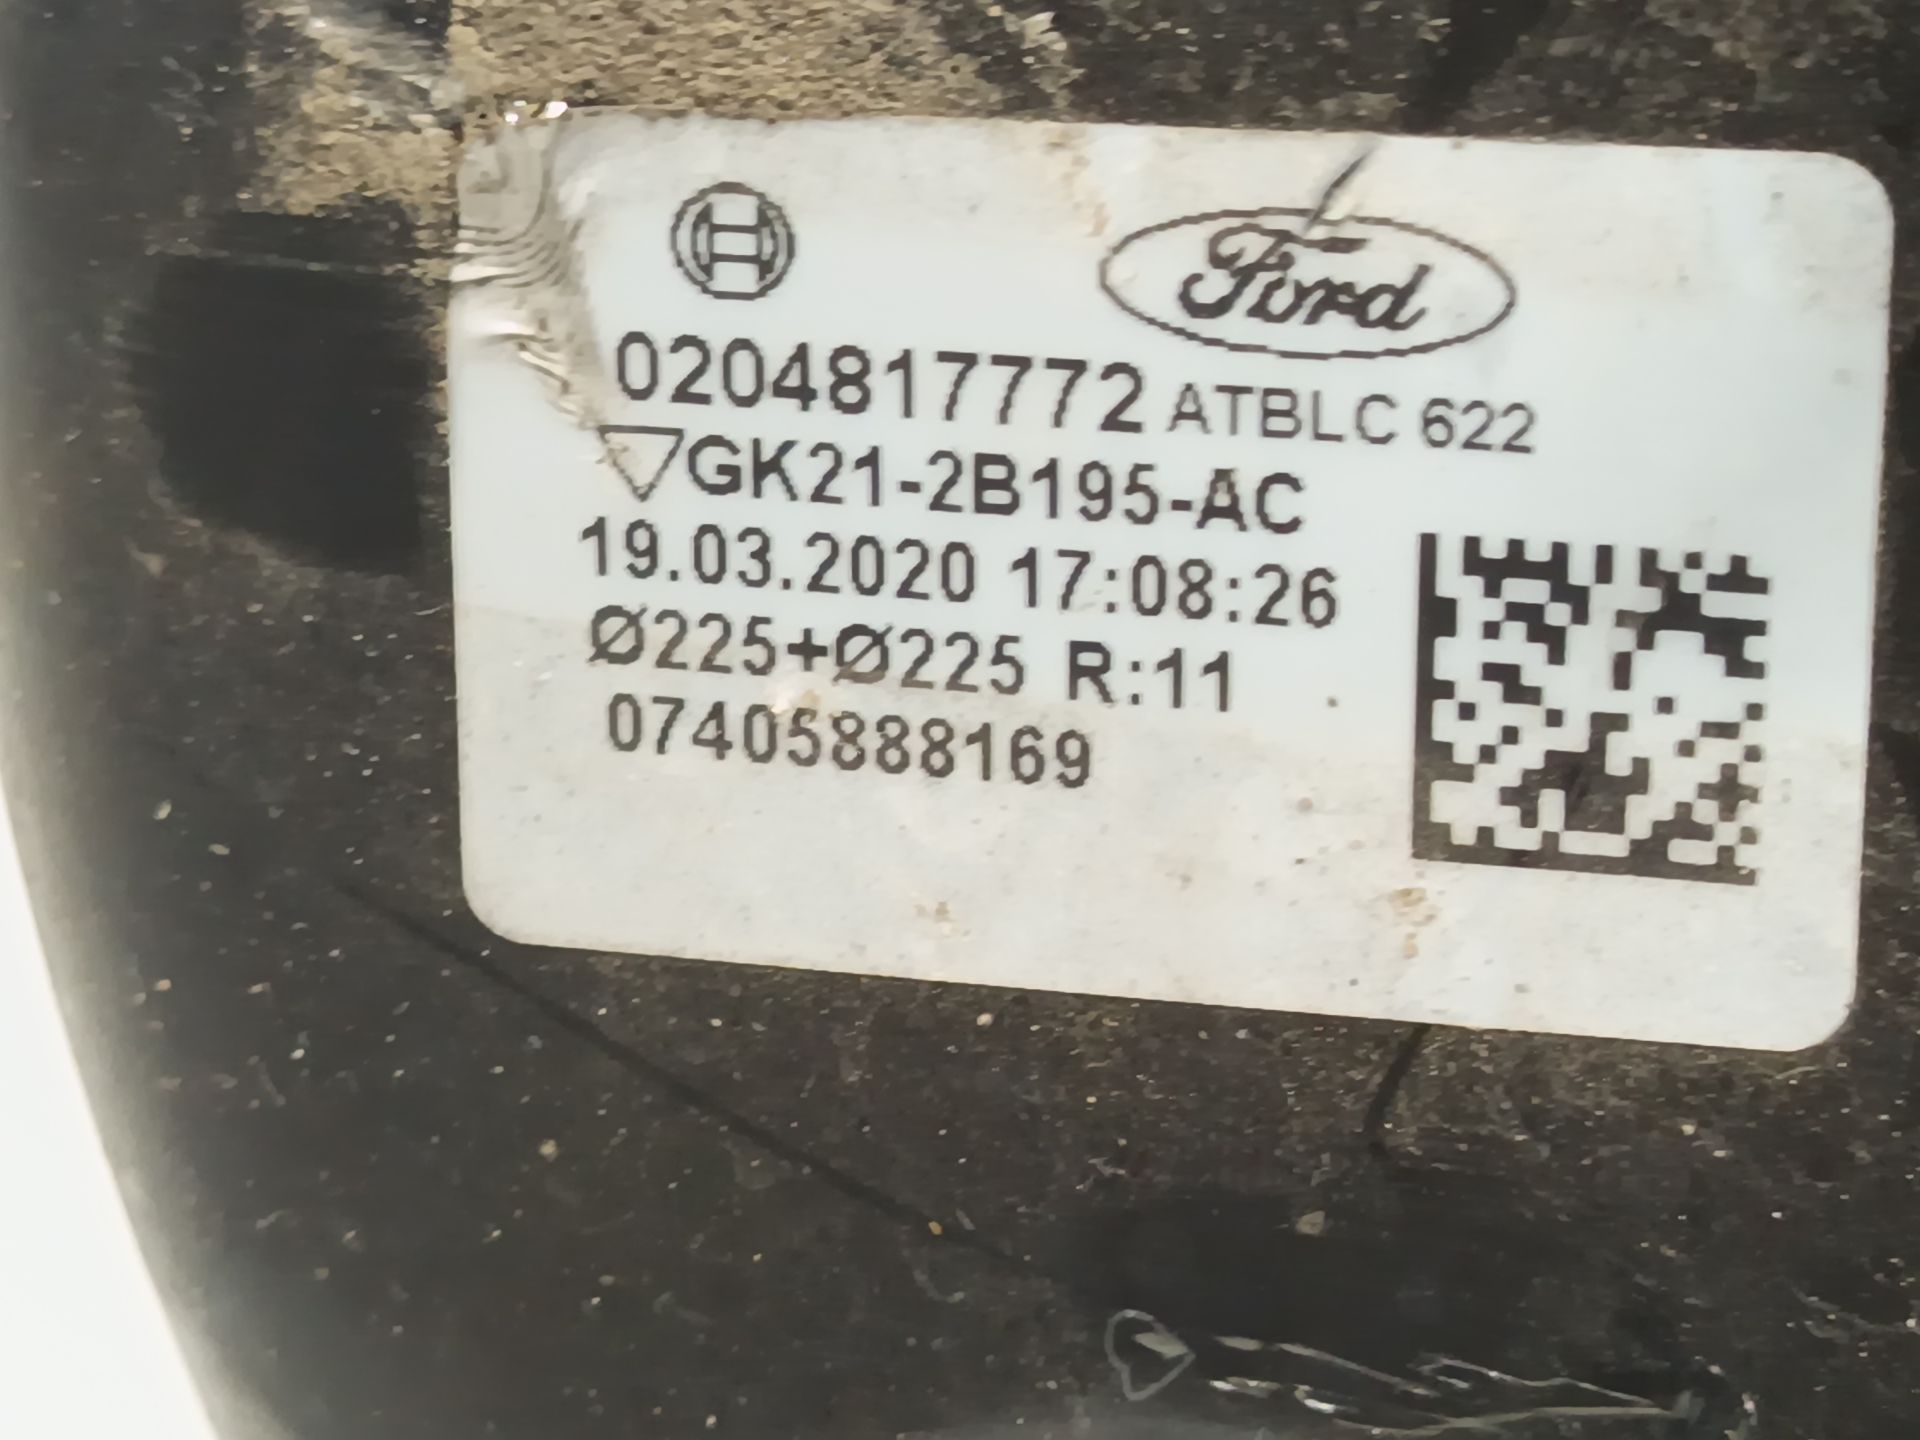 Ford
0204817772 ATBLC 622
GK21-2B195-AC
19.03.2020 17:08:26
Ø225+Ø225 R:11
07405888169